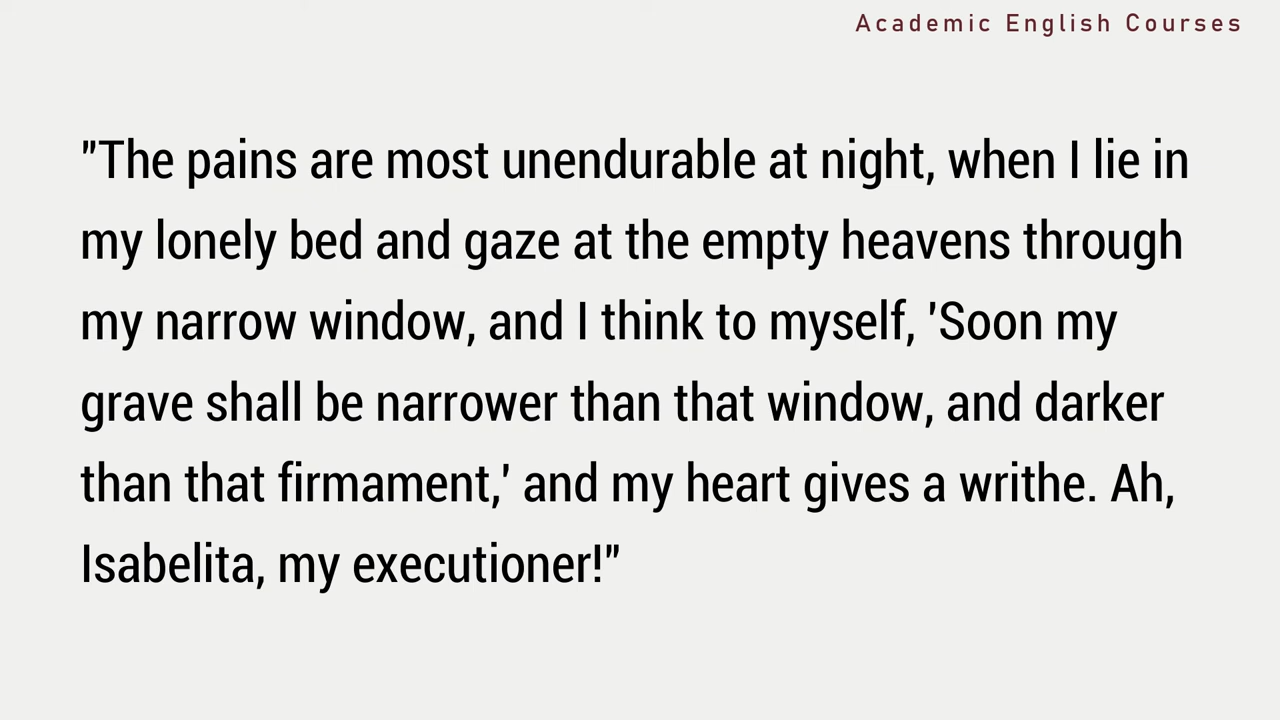 Academic English Courses
"The pains are most unendurable at night, when I lie in
my lonely bed and gaze at the empty heavens through
my narrow window, and I think to myself, 'Soon my
grave shall be narrower than that window, and darker
than that firmament,' and my heart gives a writhe. Ah,
Isabelita, my executioner!"